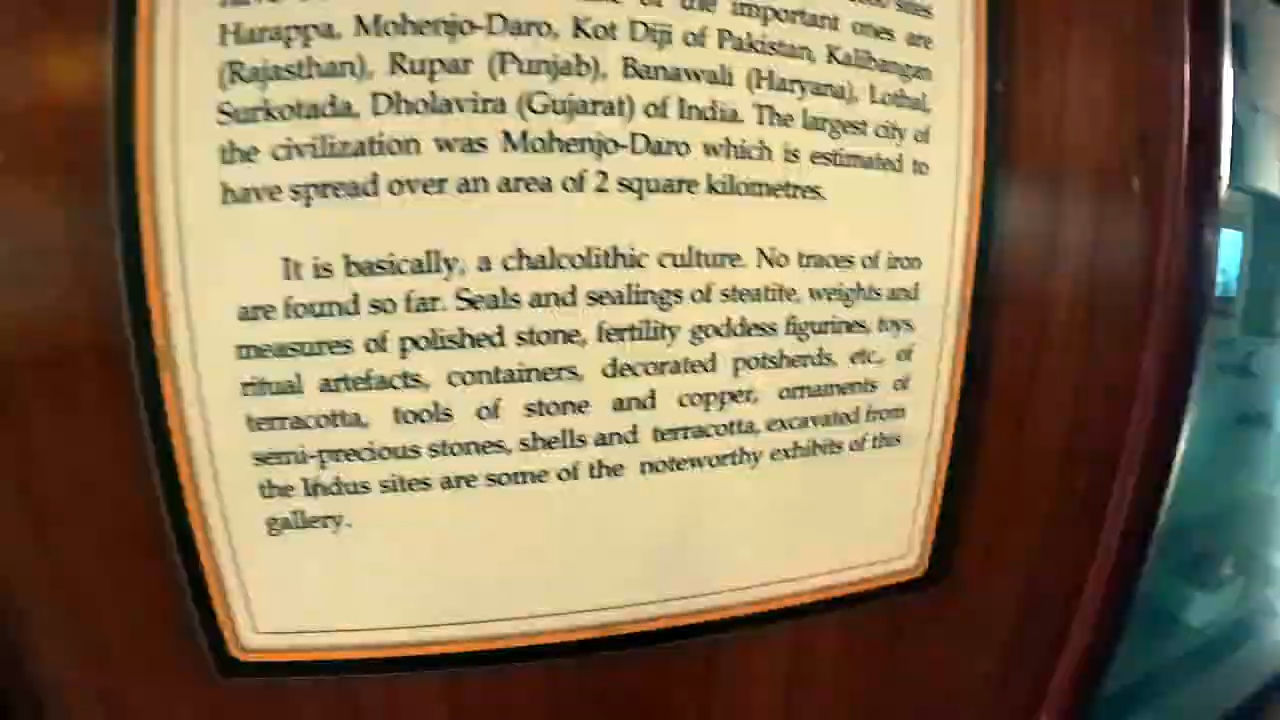 the important ones are
Harappa, Mohenjo-Daro, Kot Diji of Pakistan, Kalibangan
(Rajasthan), Rupar (Punjab), Banawali (Haryana), Lothal,
Surkotada, Dholavira (Gujarat) of India. The largest city of
the civilization was Mohenjo-Daro which is estimated to
have spread over an area of 2 square kilometres.
It is basically, a chalcolithic culture. No traces of iron
are found so far. Seals and sealings of steatite, weights and
measures of polished stone, fertility goddess figurines, toys,
ritual artefacts, containers, decorated potsherds, etc., of
terracotta, tools of stone and copper, ornaments of
semi-precious stones, shells and terracotta, excavated from
the Indus sites are some of the noteworthy exhibits of this
gallery.